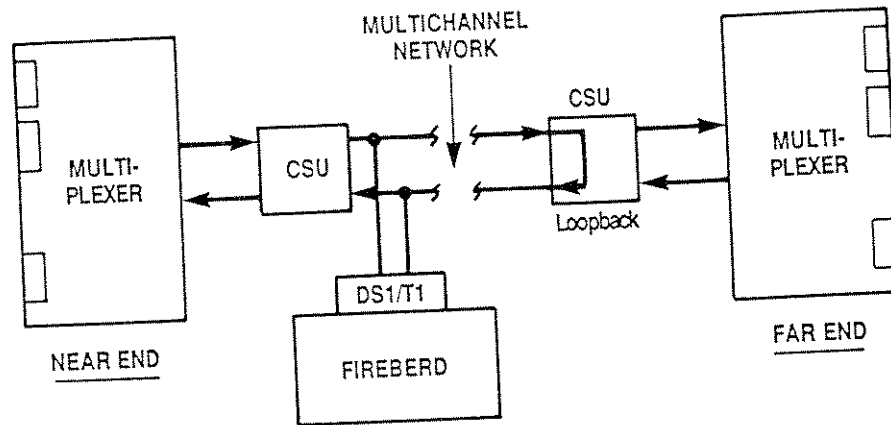 MULTICHANNEL
NETWORK
MULTI-
PLEXER
CSU
CSU
Loopback
MULTI-
PLEXER
DS1/T1
FIREBERD
NEAR END
FAR END